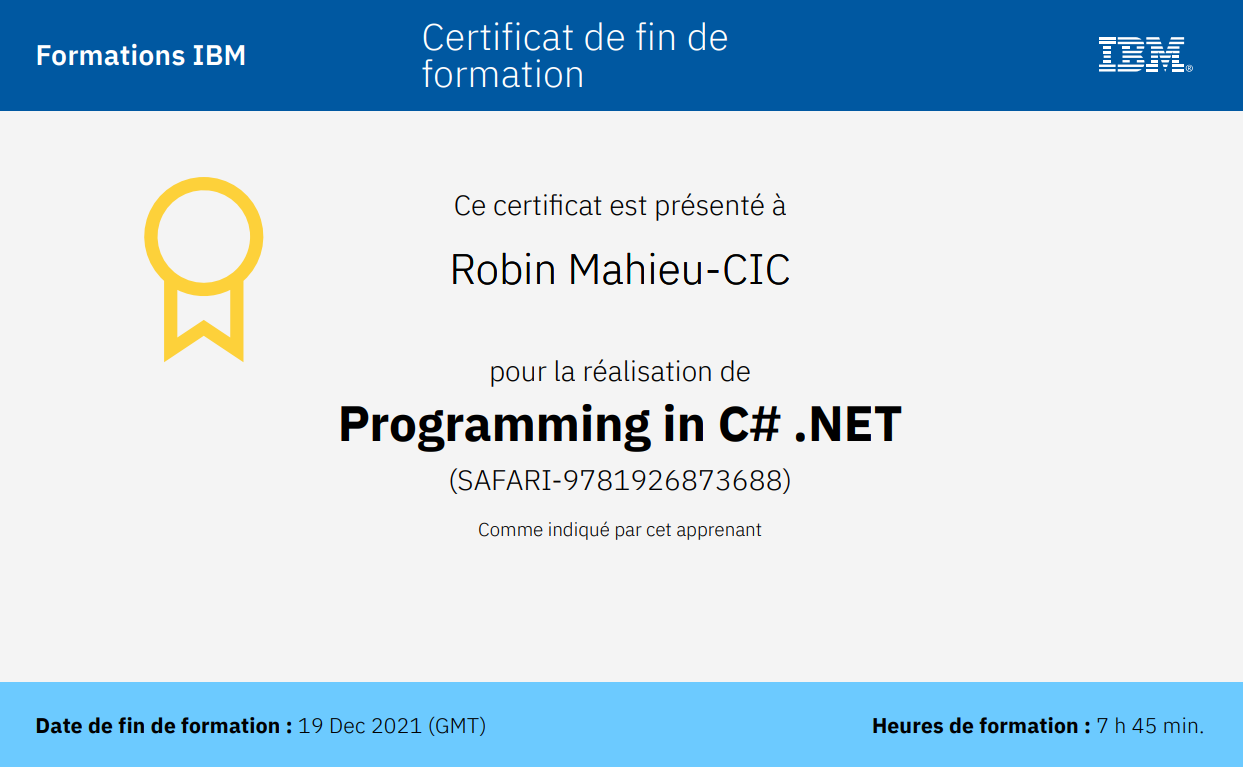 Formations IBM
Certificat de fin de
formation
IBM®
Ce certificat est présenté à
Robin Mahieu-CIC
pour la réalisation de
Programming in C# .NET
(SAFARI-9781926873688)
Comme indiqué par cet apprenant
Date de fin de formation : 19 Dec 2021 (GMT)
Heures de formation : 7 h 45 min.